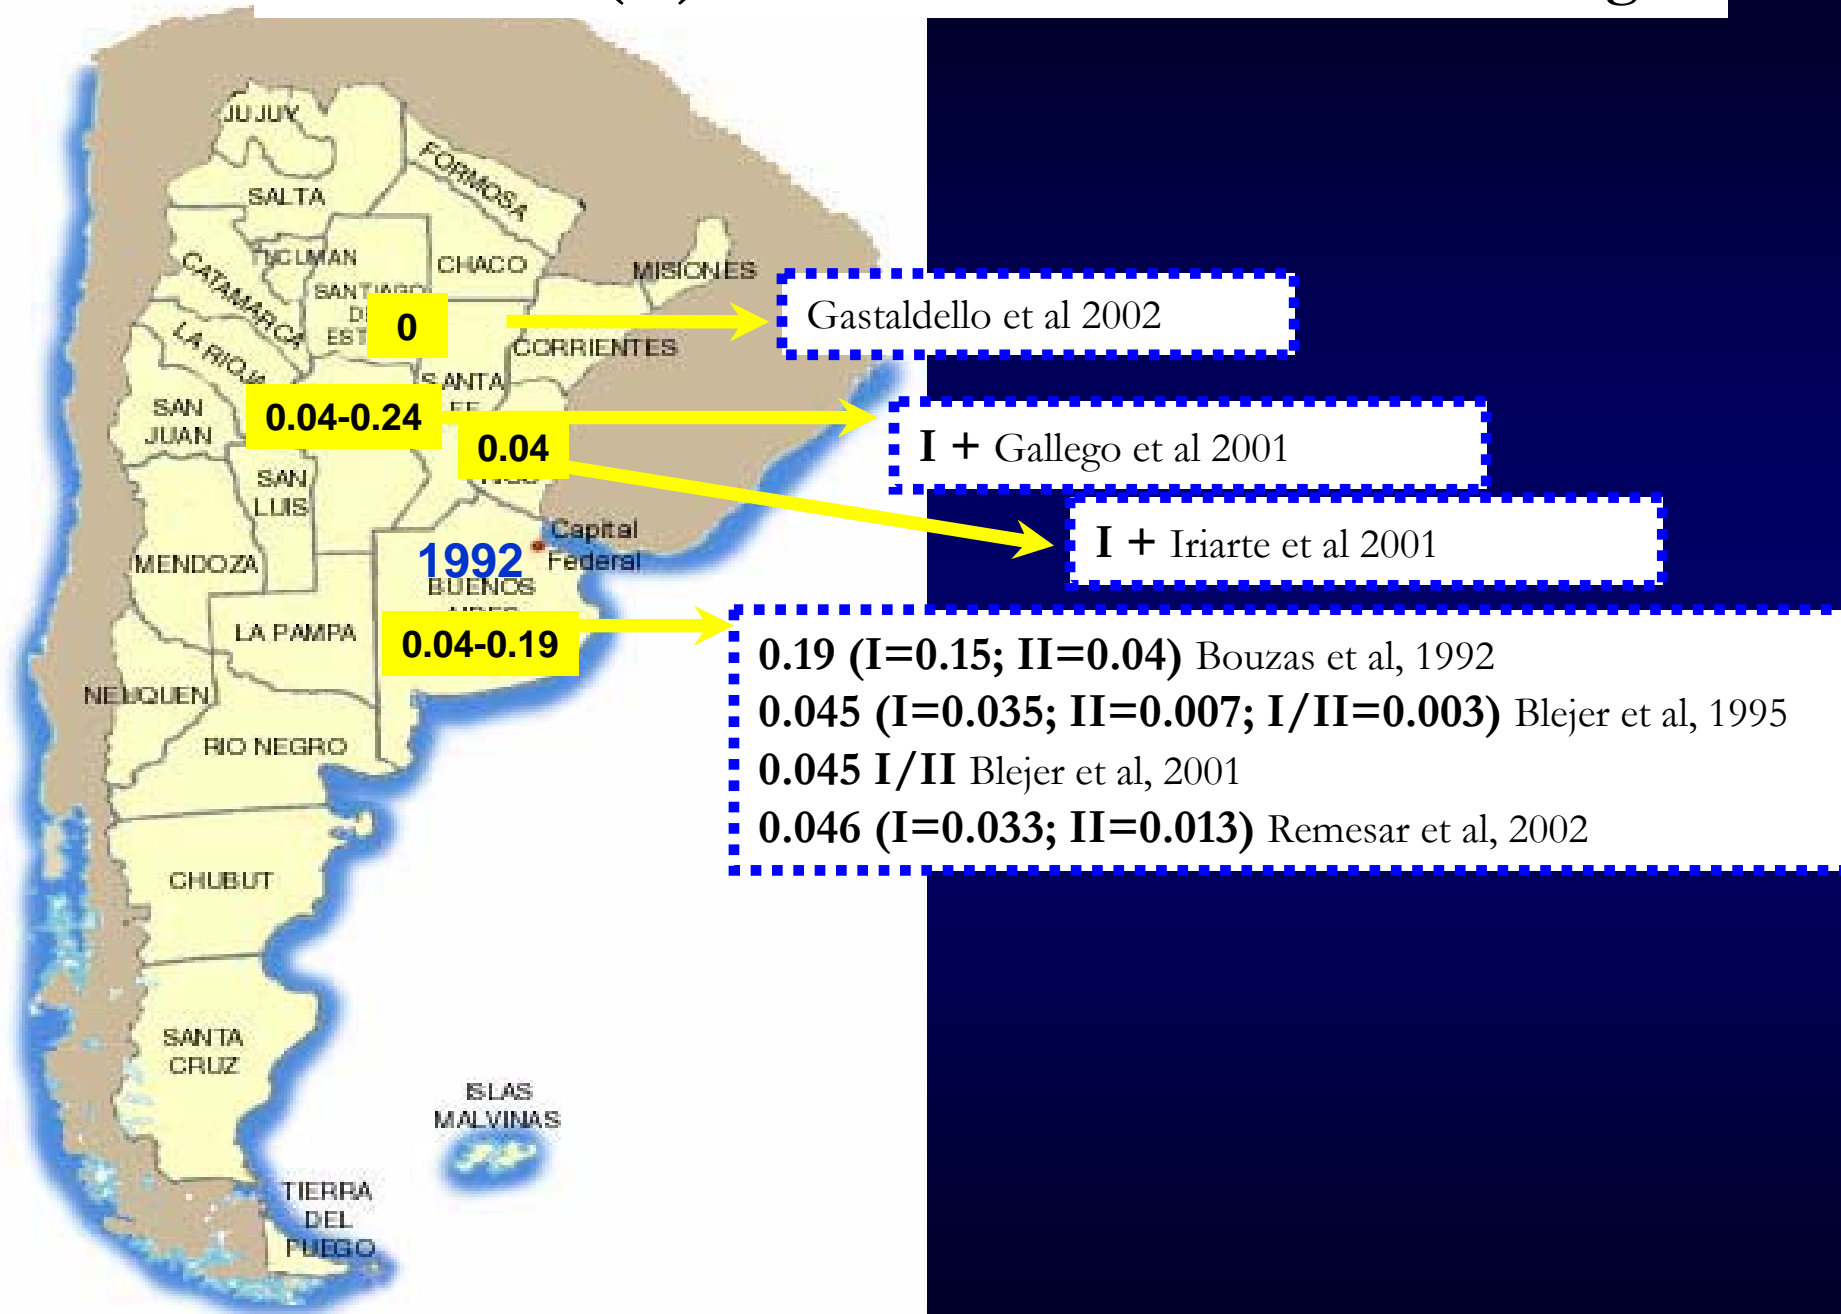 JUJUY
FORMOSA
SALTA
TUCUMAN
CHACO
MISIONES
CATAMARCA
SANTIAGO
0
CORRIENTES
Gastaldello et al 2002
LA RIOJA
SANTA
FE
SAN
JUAN
0.04-0.24
I + Gallego et al 2001
0.04
SAN
LUIS
I + Iriarte et al 2001
Capital
Federal
1992
MENDOZA
BUENOS
LA PAMPA
0.04-0.19
0.19 (I=0.15; II=0.04) Bouzas et al, 1992
0.045 (I=0.035; II=0.007; I/II=0.003) Blejer et al, 1995
0.045 I/II Blejer et al, 2001
0.046 (I=0.033; II=0.013) Remesar et al, 2002
NEUQUEN
RIO NEGRO
CHUBUT
SANTA
CRUZ
ISLAS
MALVINAS
TIERRA
DEL
FUEGO